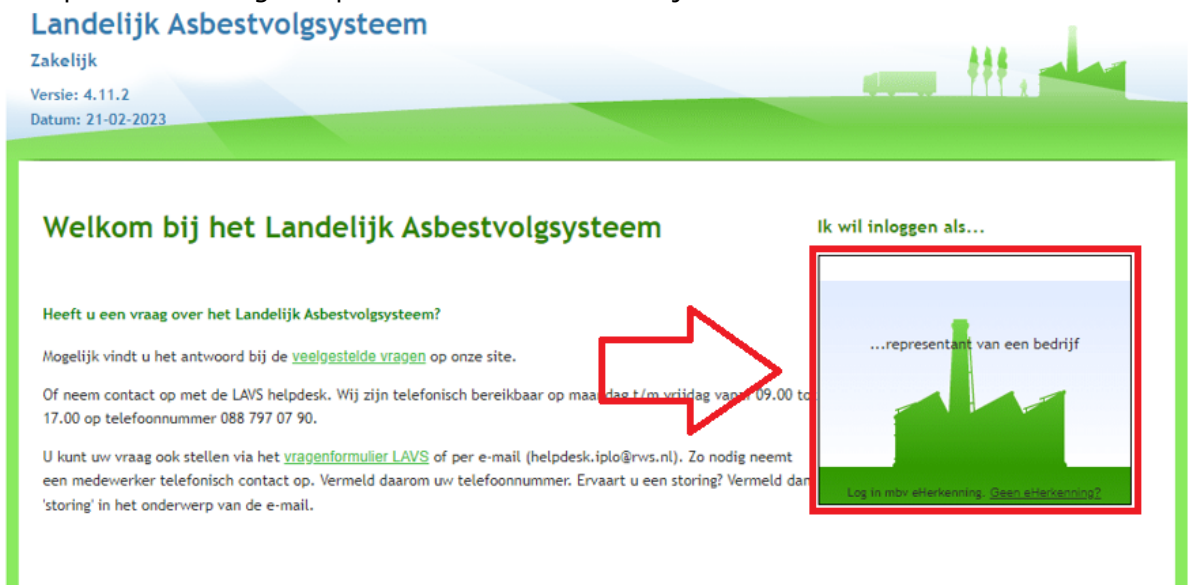 Landelijk Asbestvolgsysteem
Zakelijk
Versie: 4.11.2
Datum: 21-02-2023
Welkom bij het Landelijk Asbestvolgsysteem
Ik wil inloggen als...
Heeft u een vraag over het Landelijk Asbestvolgsysteem?
Mogelijk vindt u het antwoord bij de veelgestelde vragen op onze site.
Of neem contact op met de LAVS helpdesk. Wij zijn telefonisch bereikbaar op maandag t/m vrijdag vanaf 09.00
17.00 op telefoonnummer 088 797 07 90.
U kunt uw vraag ook stellen via het vragenformulier LAVS of per e-mail (helpdesk.iplo@rws.nl). Zo nodig neemt
een medewerker telefonisch contact op. Vermeld daarom uw telefoonnummer. Ervaart u een storing? Vermeld dan
'storing' in het onderwerp van de e-mail.
...representant van een bedrijf
Log in mbv eHerkenning. Geen eHerkenning?